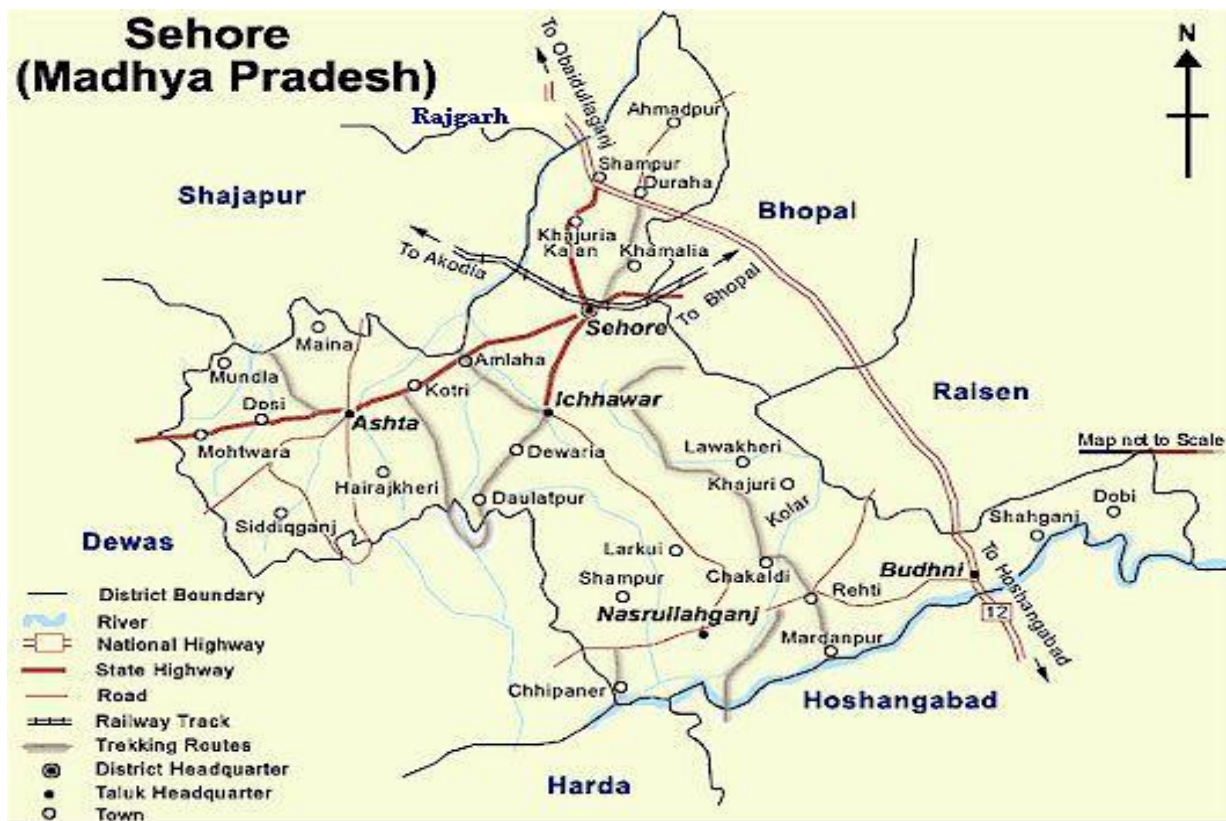 Sehore
(Madhya Pradesh)
N
To Obaidullaganj
Rajgarh
Ahmadpur
Shampur
Duraha
Shajapur
Bhopal
Khajuria
Kalan
Khamalia
To Akodia
To Bhopal
Sehore
Maina
Mundla
Amlaha
Kotri
Ichhawar
Ralsen
Dosi
Ashta
Mohtwara
Dewaria
Lawakheri
Map not to Scale
Hairajkheri
Khajuri
Daulatpur
Kolar
Dobi
Siddiqganj
Shahganj
Dewas
Larkui
Chakaldi
Budhni
To Hoshangabad
Shampur
Rehti
Nasrullahganj
12
Mardanpur
Chhipaner
Hoshangabad
Harda
District Boundary
River
National Highway
State Highway
Road
Railway Track
Trekking Routes
District Headquarter
Taluk Headquarter
Town